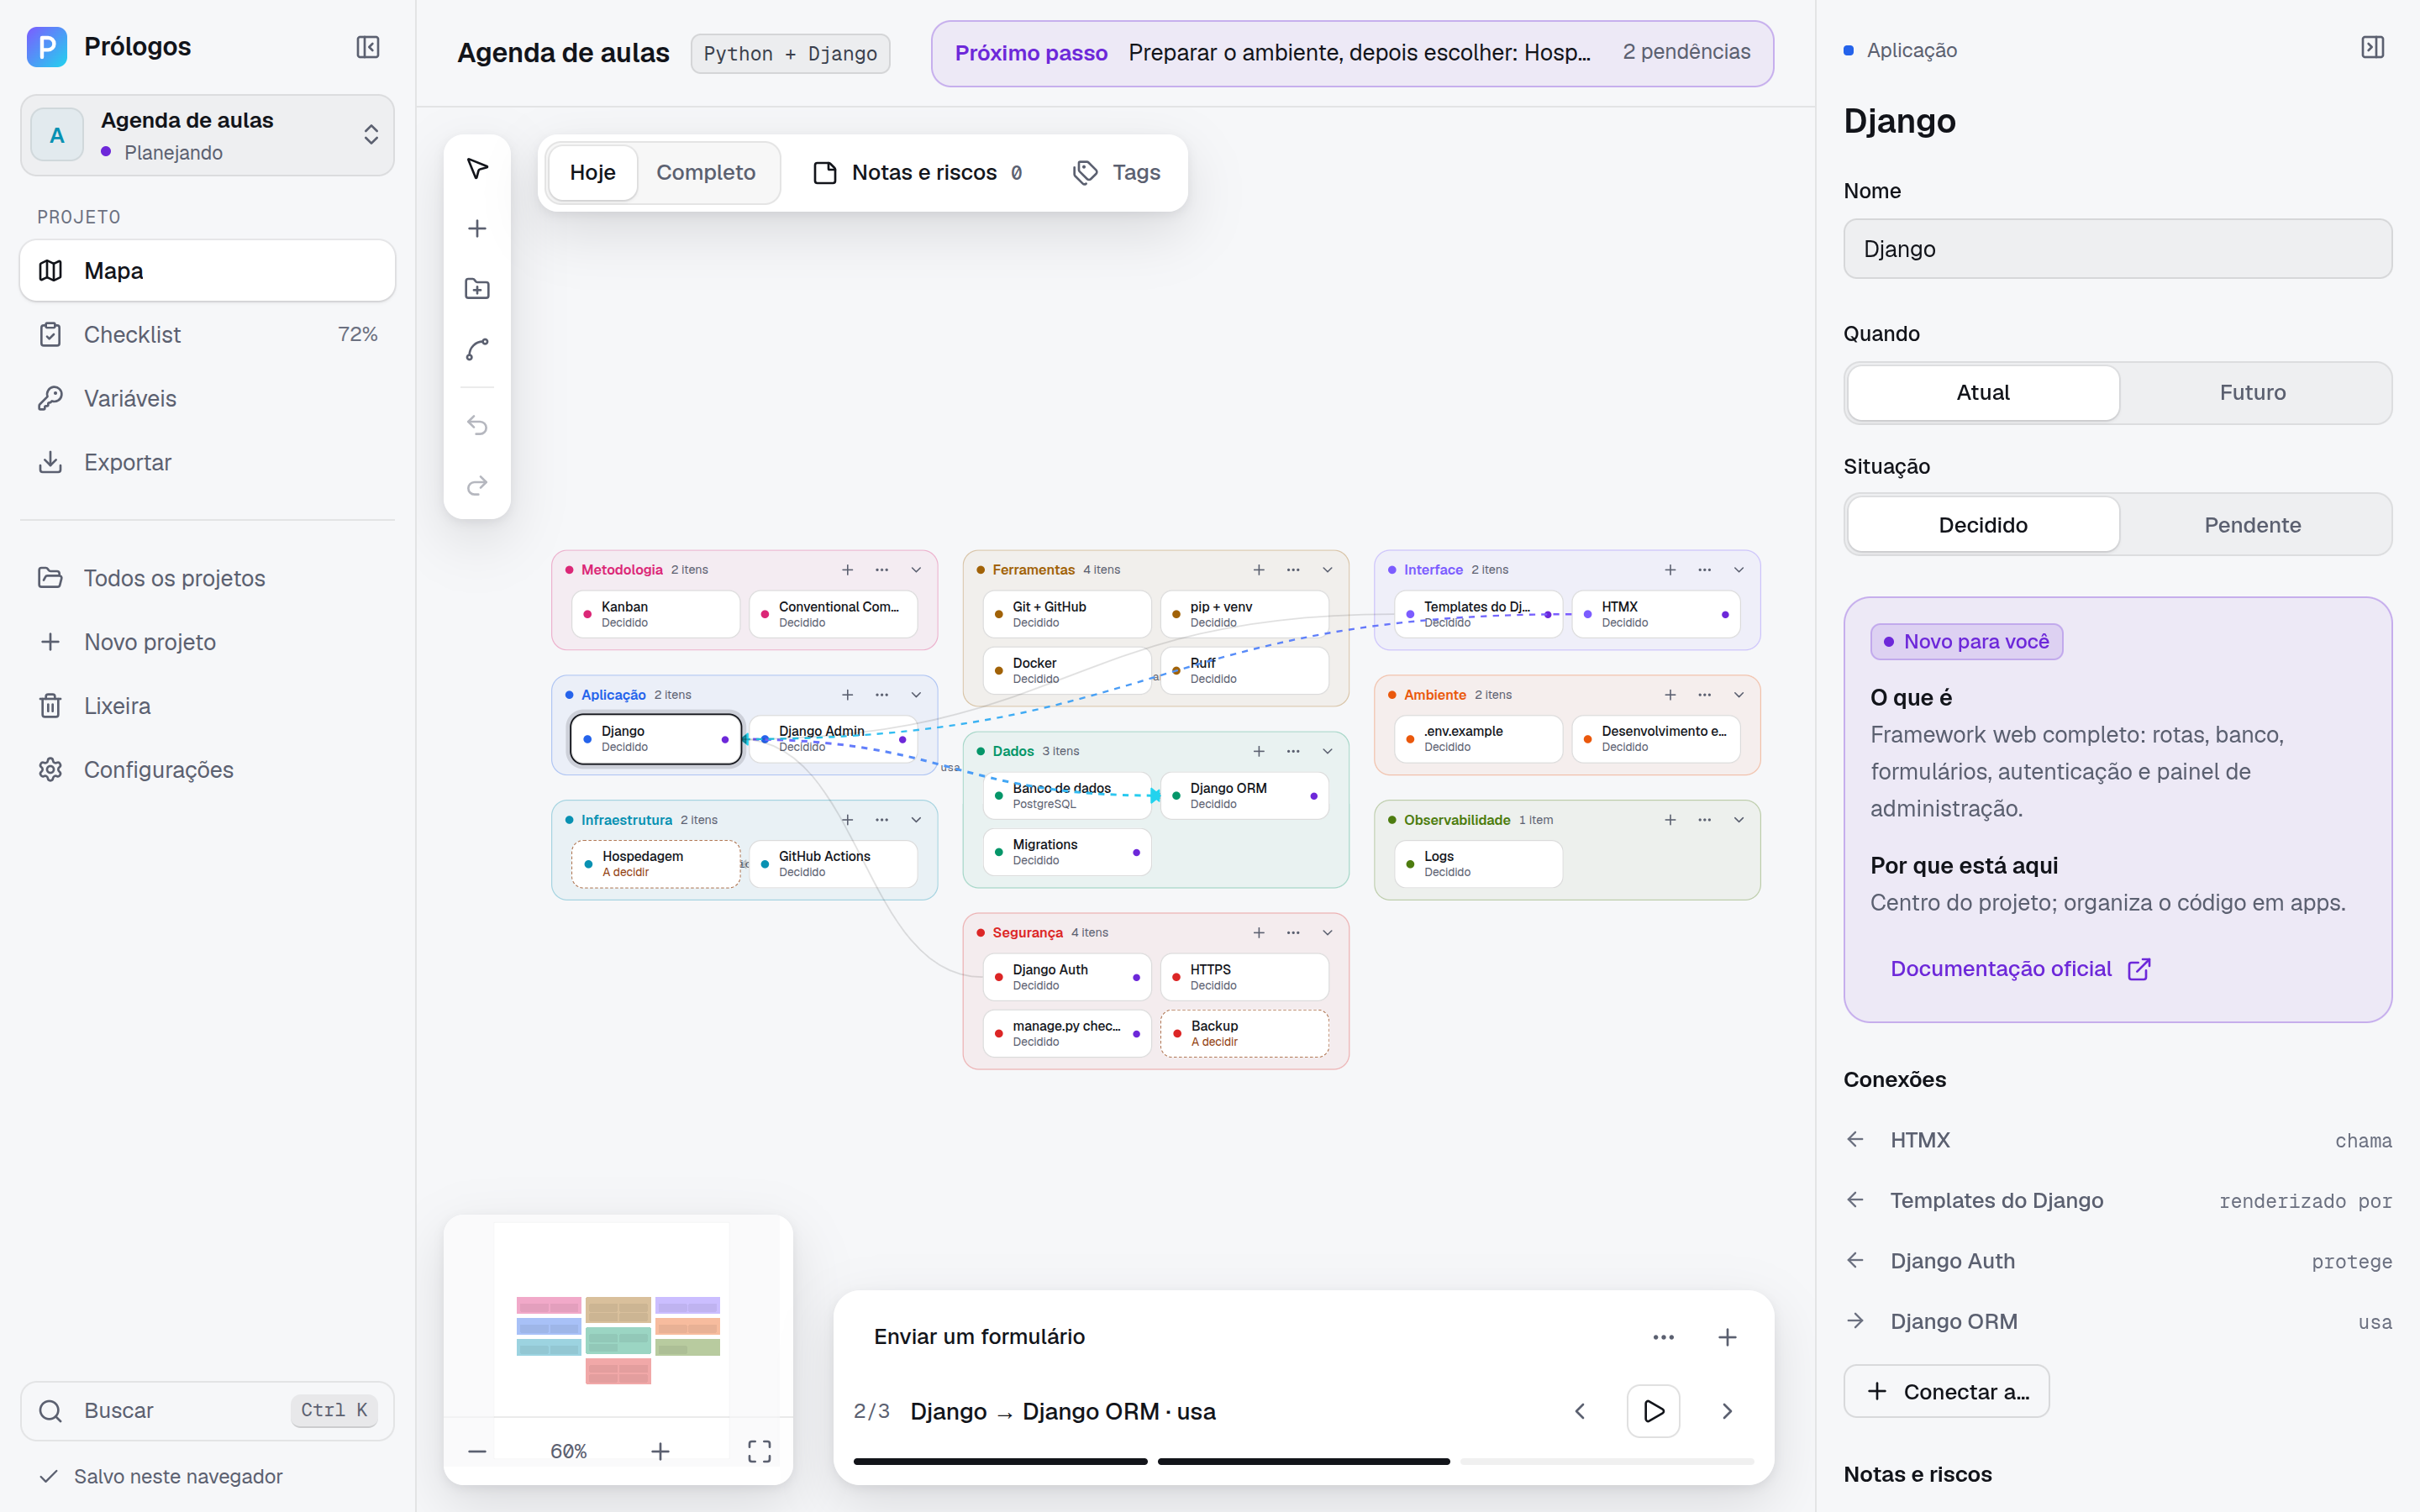 Prólogos
A
Agenda de aulas
Planejando
PROJETO
Mapa
Checklist 72%
Variáveis
Exportar
Todos os projetos
Novo projeto
Lixeira
Configurações
Buscar Ctrl K
Salvo neste navegador
Agenda de aulas Python + Django
Próximo passo Preparar o ambiente, depois escolher: Hosp... 2 pendências
Hoje Completo Notas e riscos 0 Tags
Metodologia 2 itens
Kanban
Decidido
Conventional Com...
Decidido
Ferramentas 4 itens
Git + GitHub
Decidido
pip + venv
Decidido
Docker
Decidido
Ruff
Decidido
Interface 2 itens
Templates do Dj...
Decidido
HTMX
Decidido
Aplicação 2 itens
Django
Decidido
Django Admin
Decidido
usa
Dados 3 itens
Banco de dados
PostgreSQL
Django ORM
Decidido
Migrations
Decidido
Ambiente 2 itens
.env.example
Decidido
Desenvolvimento e...
Decidido
Infraestrutura 2 itens
Hospedagem
A decidir
GitHub Actions
Decidido
Observabilidade 1 item
Logs
Decidido
Segurança 4 itens
Django Auth
Decidido
HTTPS
Decidido
manage.py chec...
Decidido
Backup
A decidir
60%
Enviar um formulário
2/3 Django → Django ORM · usa
Aplicação
Django
Nome
Django
Quando
Atual Futuro
Situação
Decidido Pendente
Novo para você
O que é
Framework web completo: rotas, banco,
formulários, autenticação e painel de
administração.
Por que está aqui
Centro do projeto; organiza o código em apps.
Documentação oficial
Conexões
HTMX chama
Templates do Django renderizado por
Django Auth protege
Django ORM usa
Conectar a...
Notas e riscos